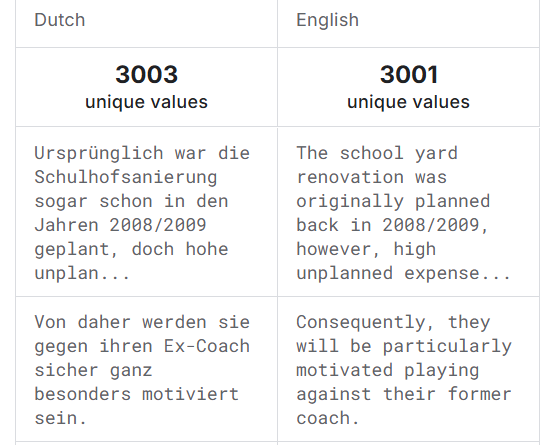 Dutch
English
3003
unique values
3001
unique values
Ursprünglich war die
Schulhofsanierung
sogar schon in den
Jahren 2008/2009
geplant, doch hohe
unplan...
The school yard
renovation was
originally planned
back in 2008/2009,
however, high
unplanned expense...
Von daher werden sie
gegen ihren Ex-Coach
sicher ganz
besonders motiviert
sein.
Consequently, they
will be particularly
motivated playing
against their former
coach.